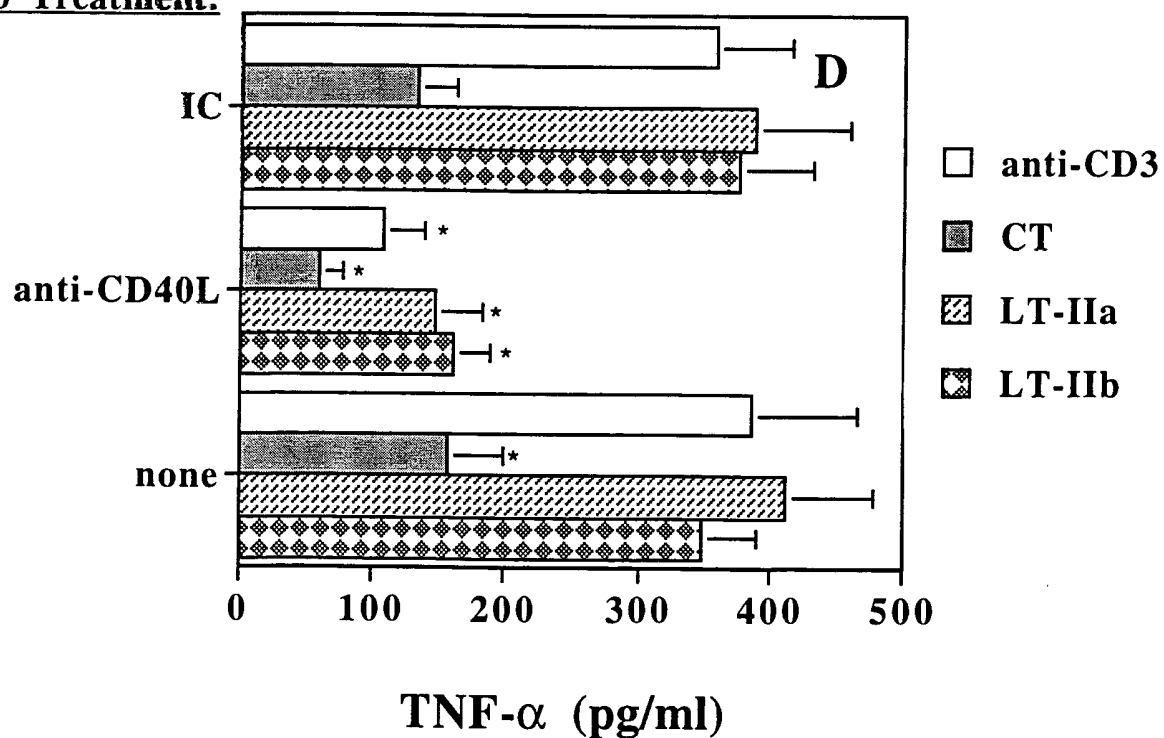 Treatment:
D
IC
anti-CD40L
none
*
*
*
*
*
anti-CD3
CT
LT-IIa
LT-IIb
0 100 200 300 400 500
TNF-α (pg/ml)